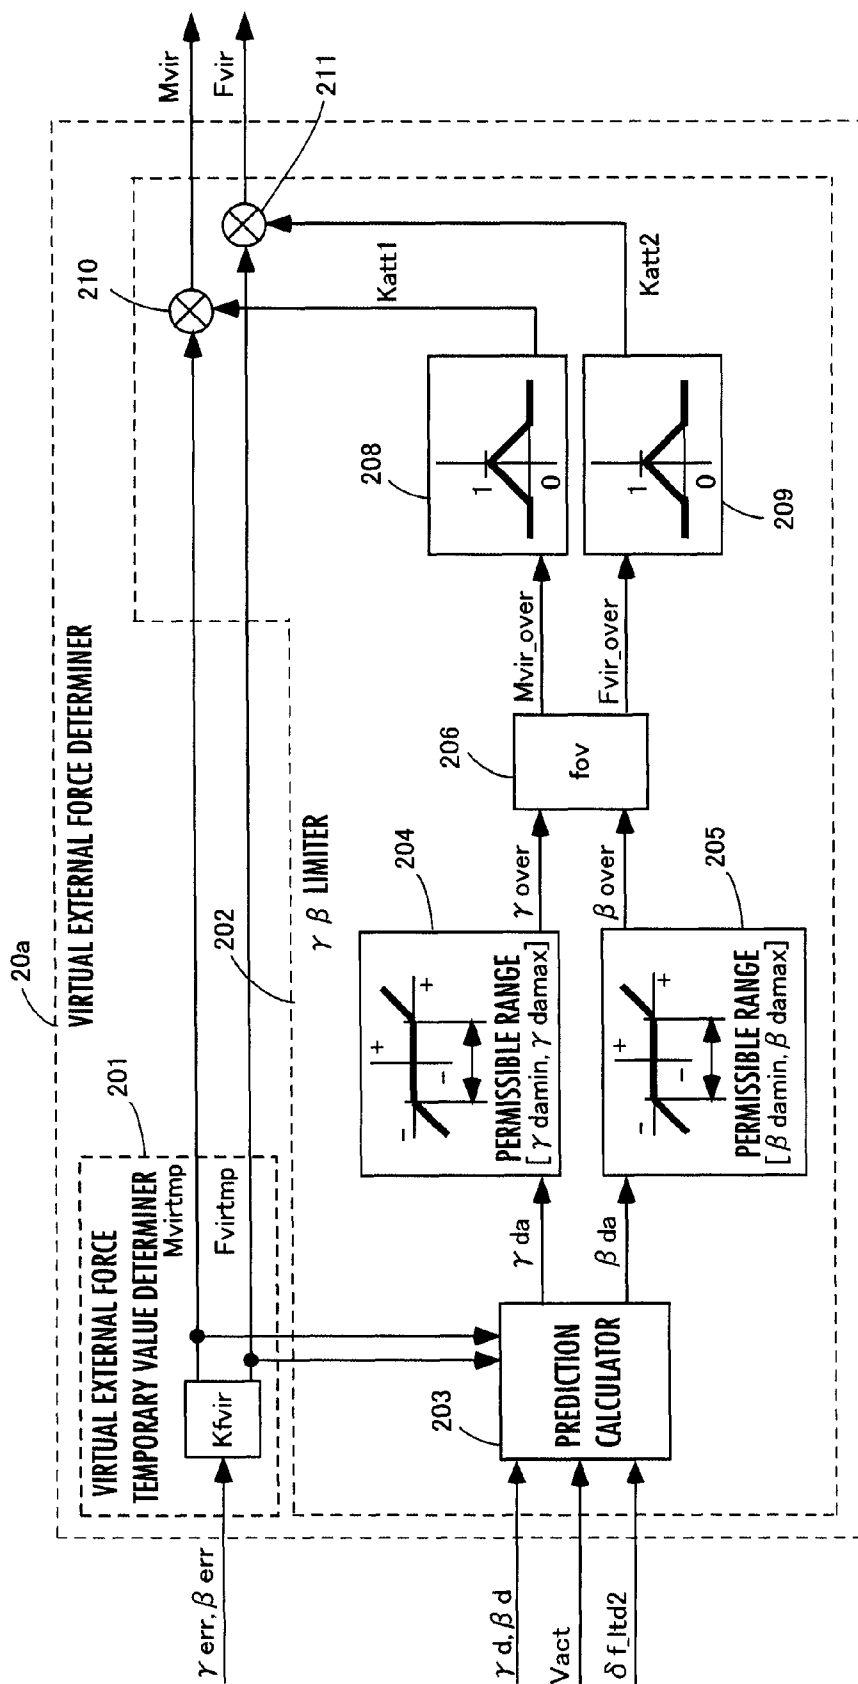 20a
VIRTUAL EXTERNAL FORCE DETERMINER
201
VIRTUAL EXTERNAL FORCE
TEMPORARY VALUE DETERMINER
γ err, β err
Kfvir
Mvirtmp
Fvirtmp
202
γ β LIMITER
210
Mvir
Fvir
211
Katt1
Katt2
γ d, β d
Vact
δ f_ltd2
203
PREDICTION
CALCULATOR
γ da
β da
204
+
−
+
−
PERMISSIBLE RANGE
[γ damin, γ damax]
205
+
−
+
−
PERMISSIBLE RANGE
[β damin, β damax]
γ over
β over
206
fov
Mvir_over
Fvir_over
208
1
0
209
1
0